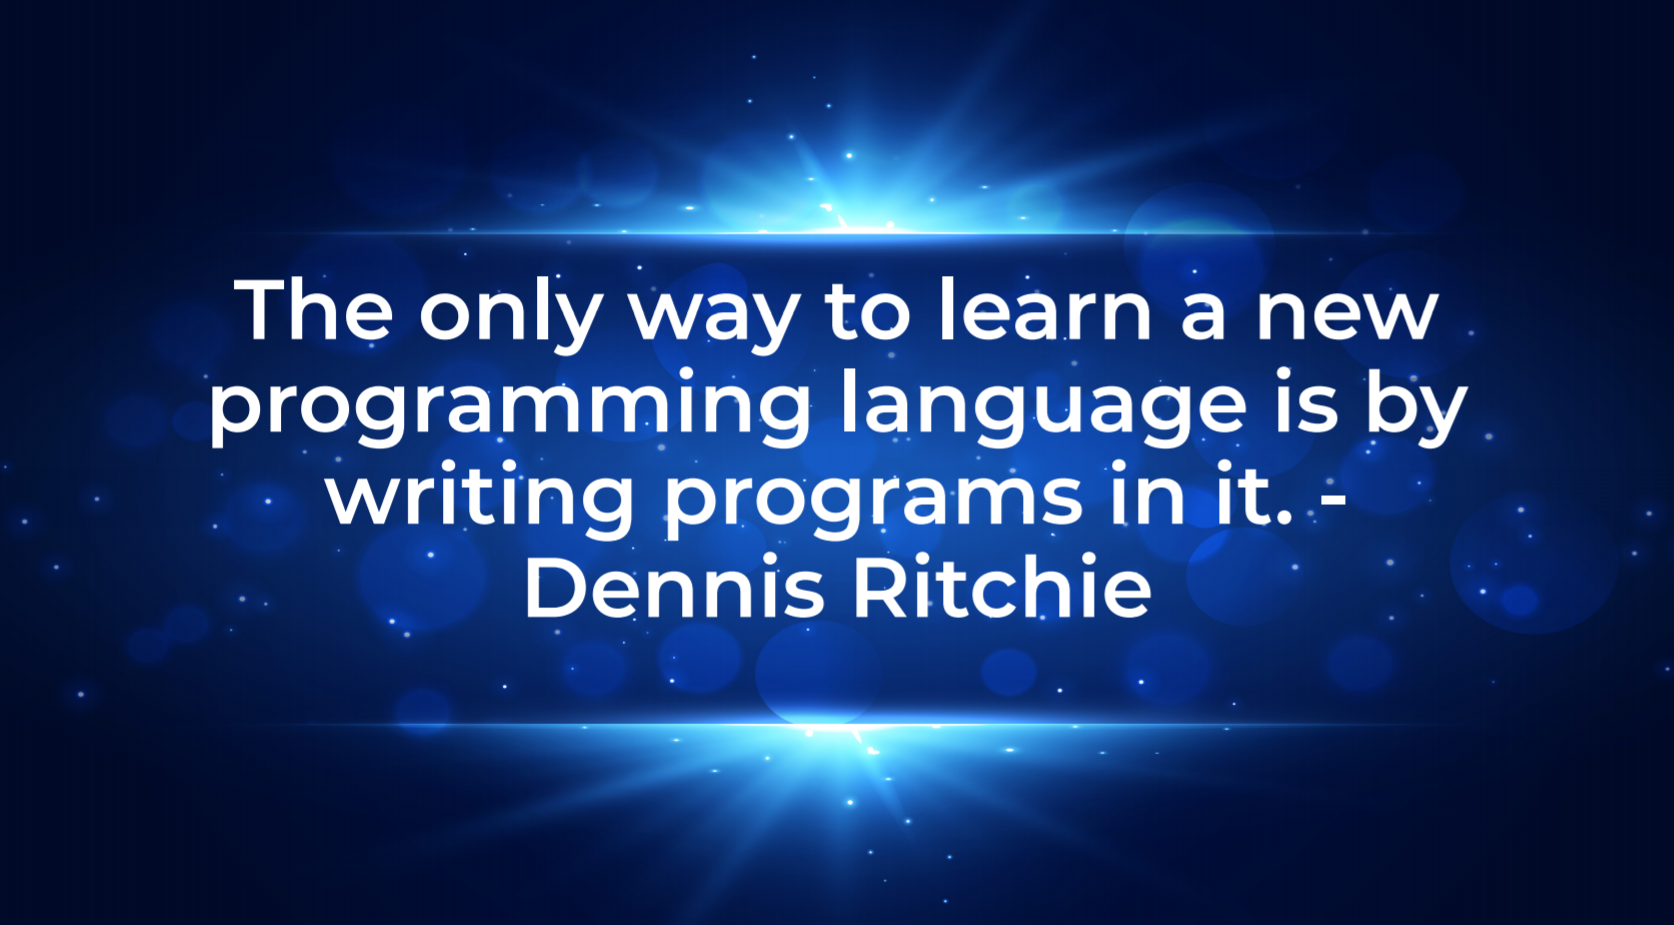 The only way to learn a new
programming language is by
writing programs in it. -
Dennis Ritchie